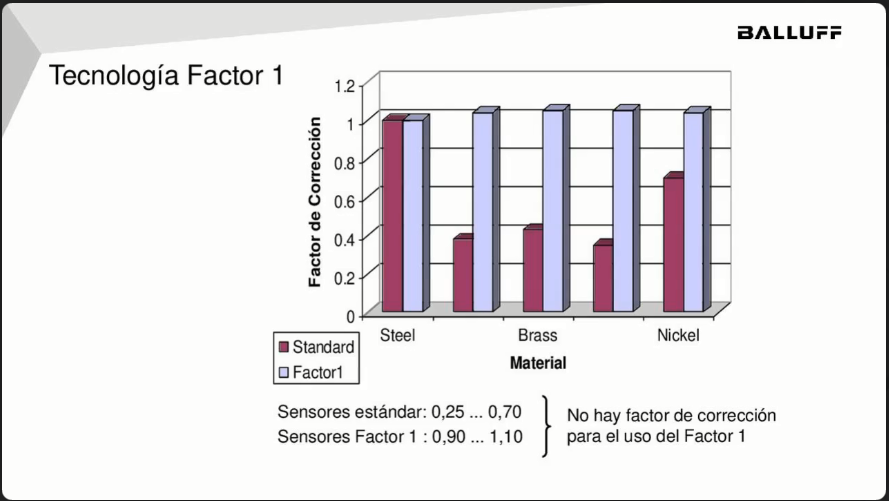 BALLUFF
Tecnología Factor 1
Factor de Corrección
1.2
1
0.8
0.6
0.4
0.2
0
Steel
Brass
Nickel
Material
Standard
Factor1
Sensores estándar: 0,25 ... 0,70
Sensores Factor 1 : 0,90 ... 1,10
No hay factor de corrección
para el uso del Factor 1